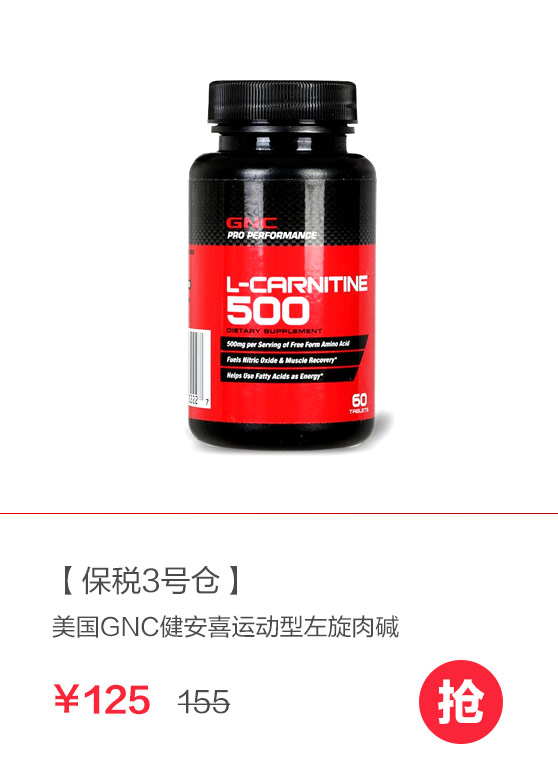 GNC
PRO PERFORMANCE
L-CARNITINE
500
DIETARY SUPPLEMENT
500mg per Serving of Free Form Amino Acid
Fuels Nitric Oxide & Muscle Recovery*
Helps Use Fatty Acids as Energy*
60
TABLETS
7
【保税3号仓】
美国GNC健安喜运动型左旋肉碱
¥125 155
抢